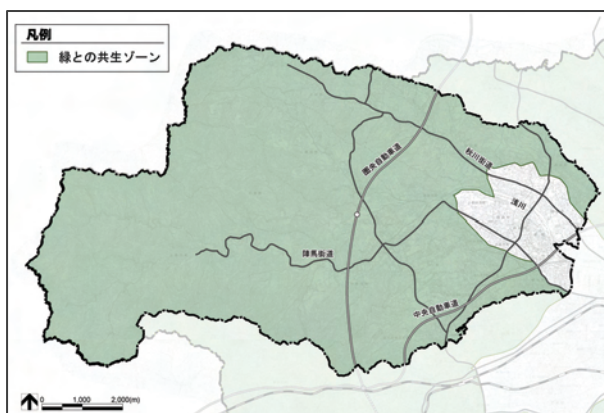 凡例
緑との共生ゾーン
圏央自動車道
秋川街道
浅川
陣馬街道
中央自動車道
0 1,000 2,000(m)